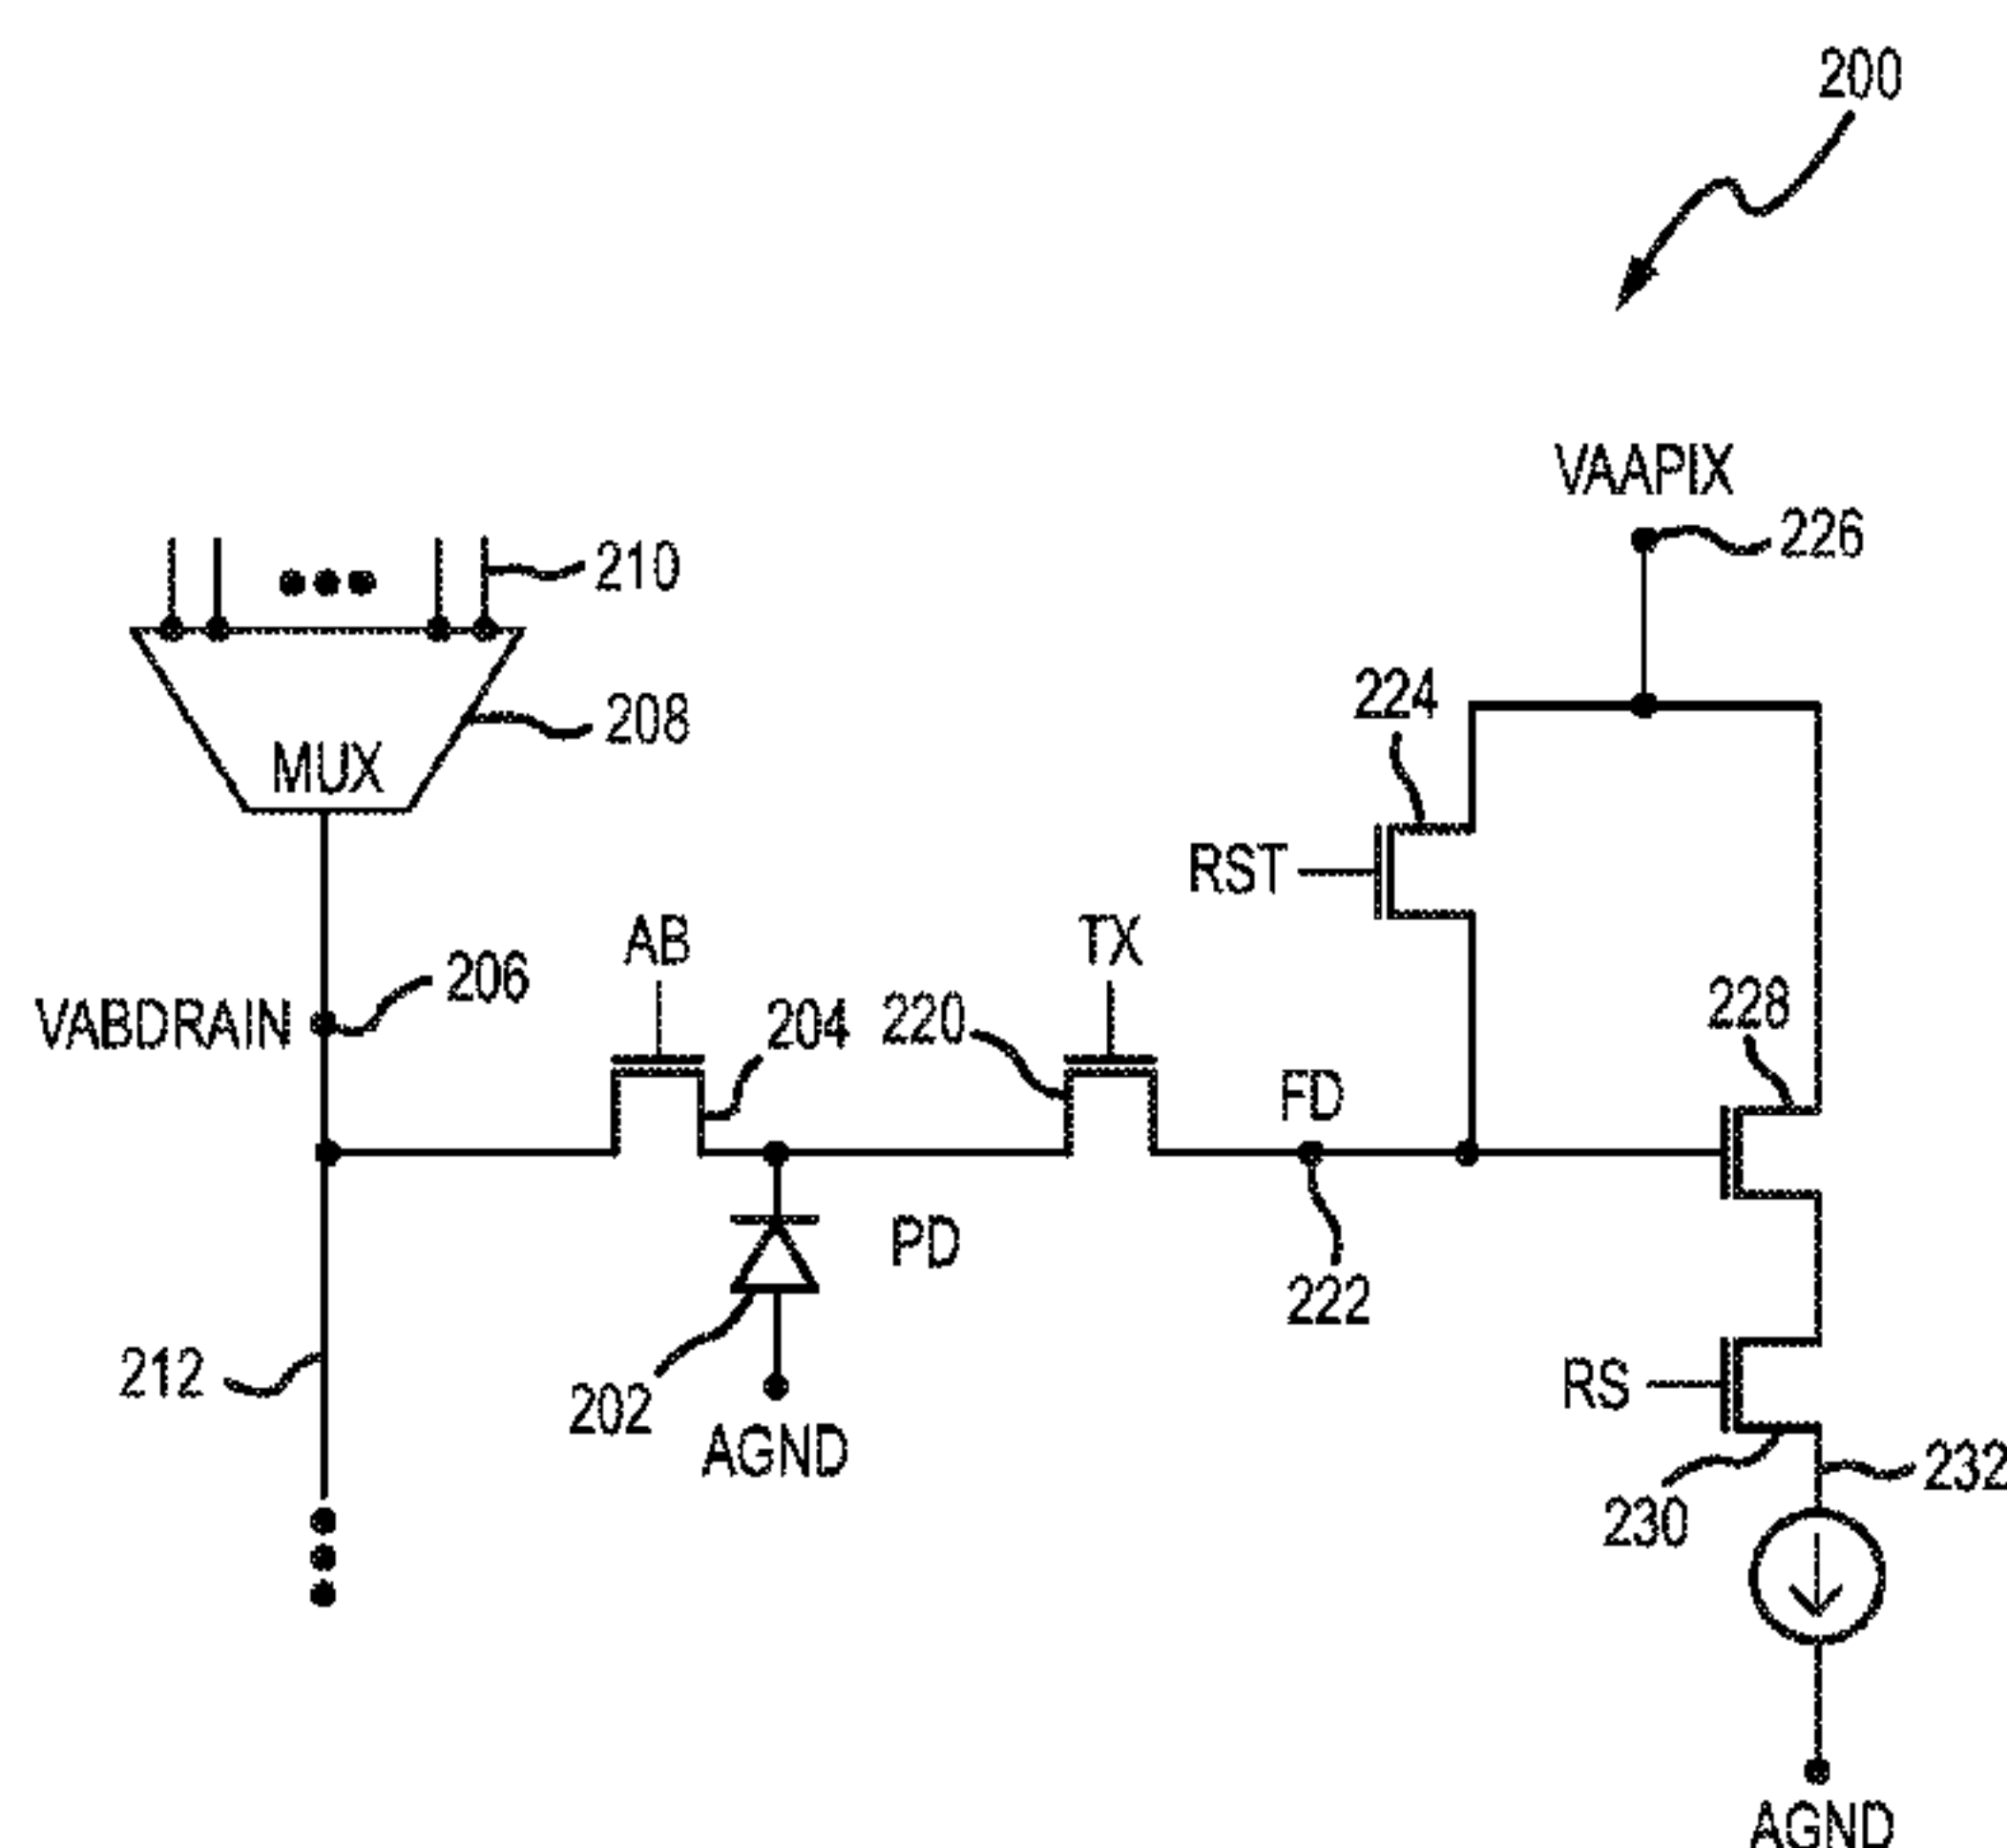 200
VAAPIX
226
210
224
208
MUX
RST
AB
TX
206
VABDRAIN
204
220
228
FD
PD
222
212
RS
202
232
AGND
230
AGND